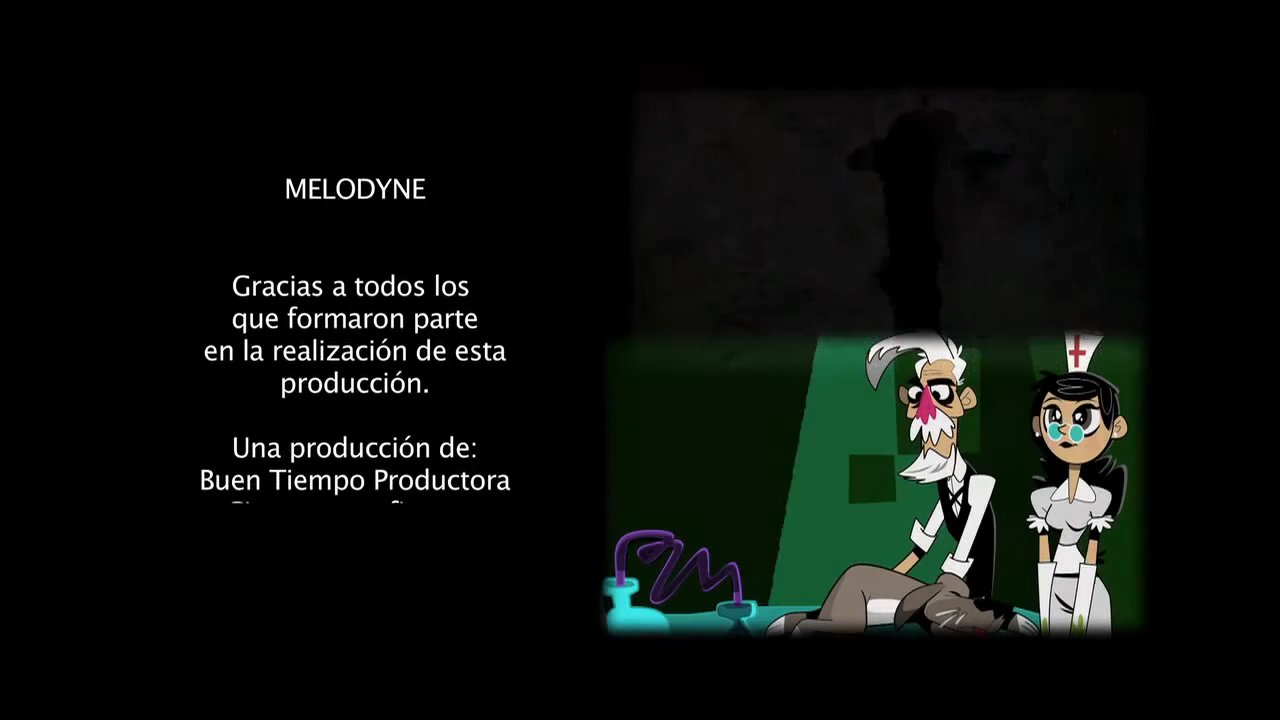 MELODYNE
Gracias a todos los
que formaron parte
en la realización de esta
producción.
Una producción de:
Buen Tiempo Productora